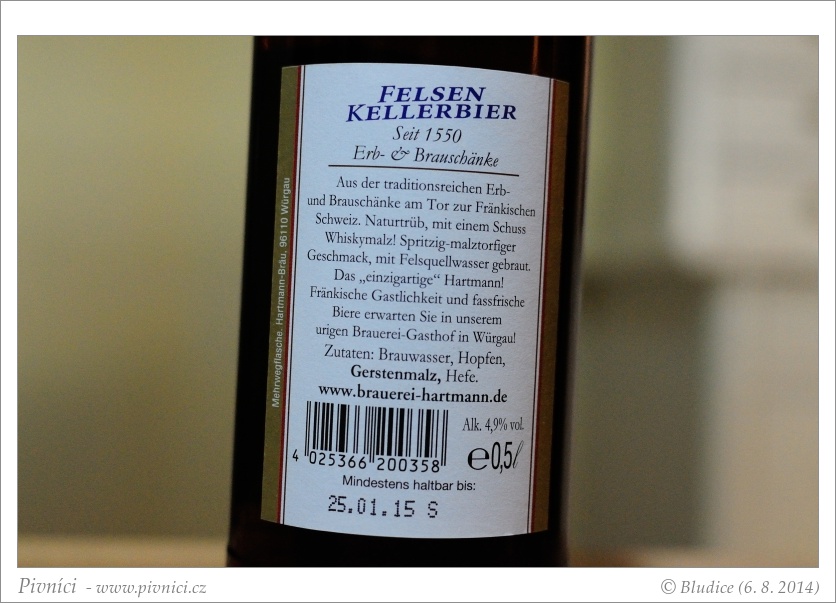 FELSEN
KELLERBIER
Seit 1550
Erb- & Brauschänke
Aus der traditionsreichen Erb-
und Brauschänke am Tor zur Fränkischen
Schweiz. Naturtrüb, mit einem Schuss
Whiskymalz! Spritzig-malztorfiger
Geschmack, mit Felsquellwasser gebraut.
Das „einzigartige“ Hartmann!
Fränkische Gastlichkeit und fassfrische
Biere erwarten Sie in unserem
urigen Brauerei-Gasthof in Würgau!
Zutaten: Brauwasser, Hopfen,
Gerstenmalz, Hefe.
www.brauerei-hartmann.de
Alk. 4,9% vol.
4 025366 200358
℮0,5l
Mindestens haltbar bis:
25.01.15 S
Mehrwegflasche. Hartmann-Bräu, 96110 Würgau
Pivníci - www.pivnici.cz
© Bludice (6. 8. 2014)